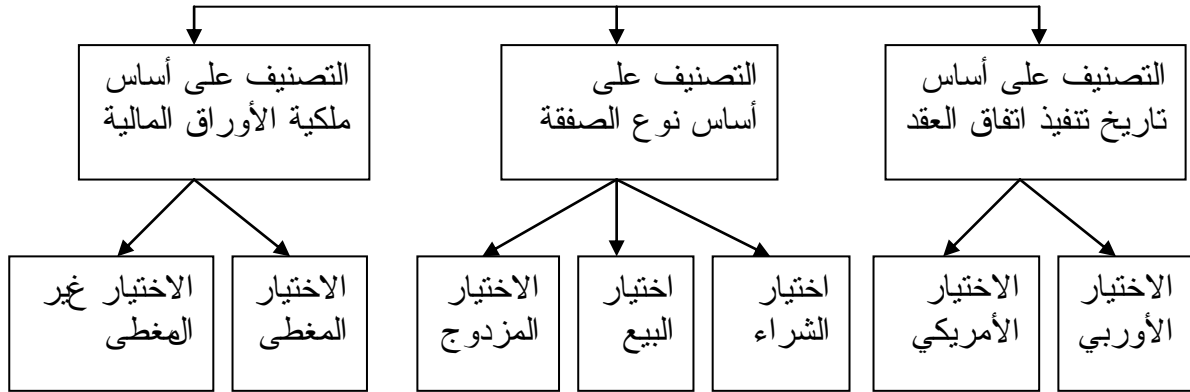 التصنيف على أساس
تاريخ تنفيذ اتفاق العقد
التصنيف على
أساس نوع الصفقة
التصنيف على أساس
ملكية الأوراق المالية
الاختيار
الأوربي
الاختيار
الأمريكي
اختيار
الشراء
اختيار
البيع
الاختيار
المزدوج
الاختيار
المغطى
الاختيار غير
المغطى